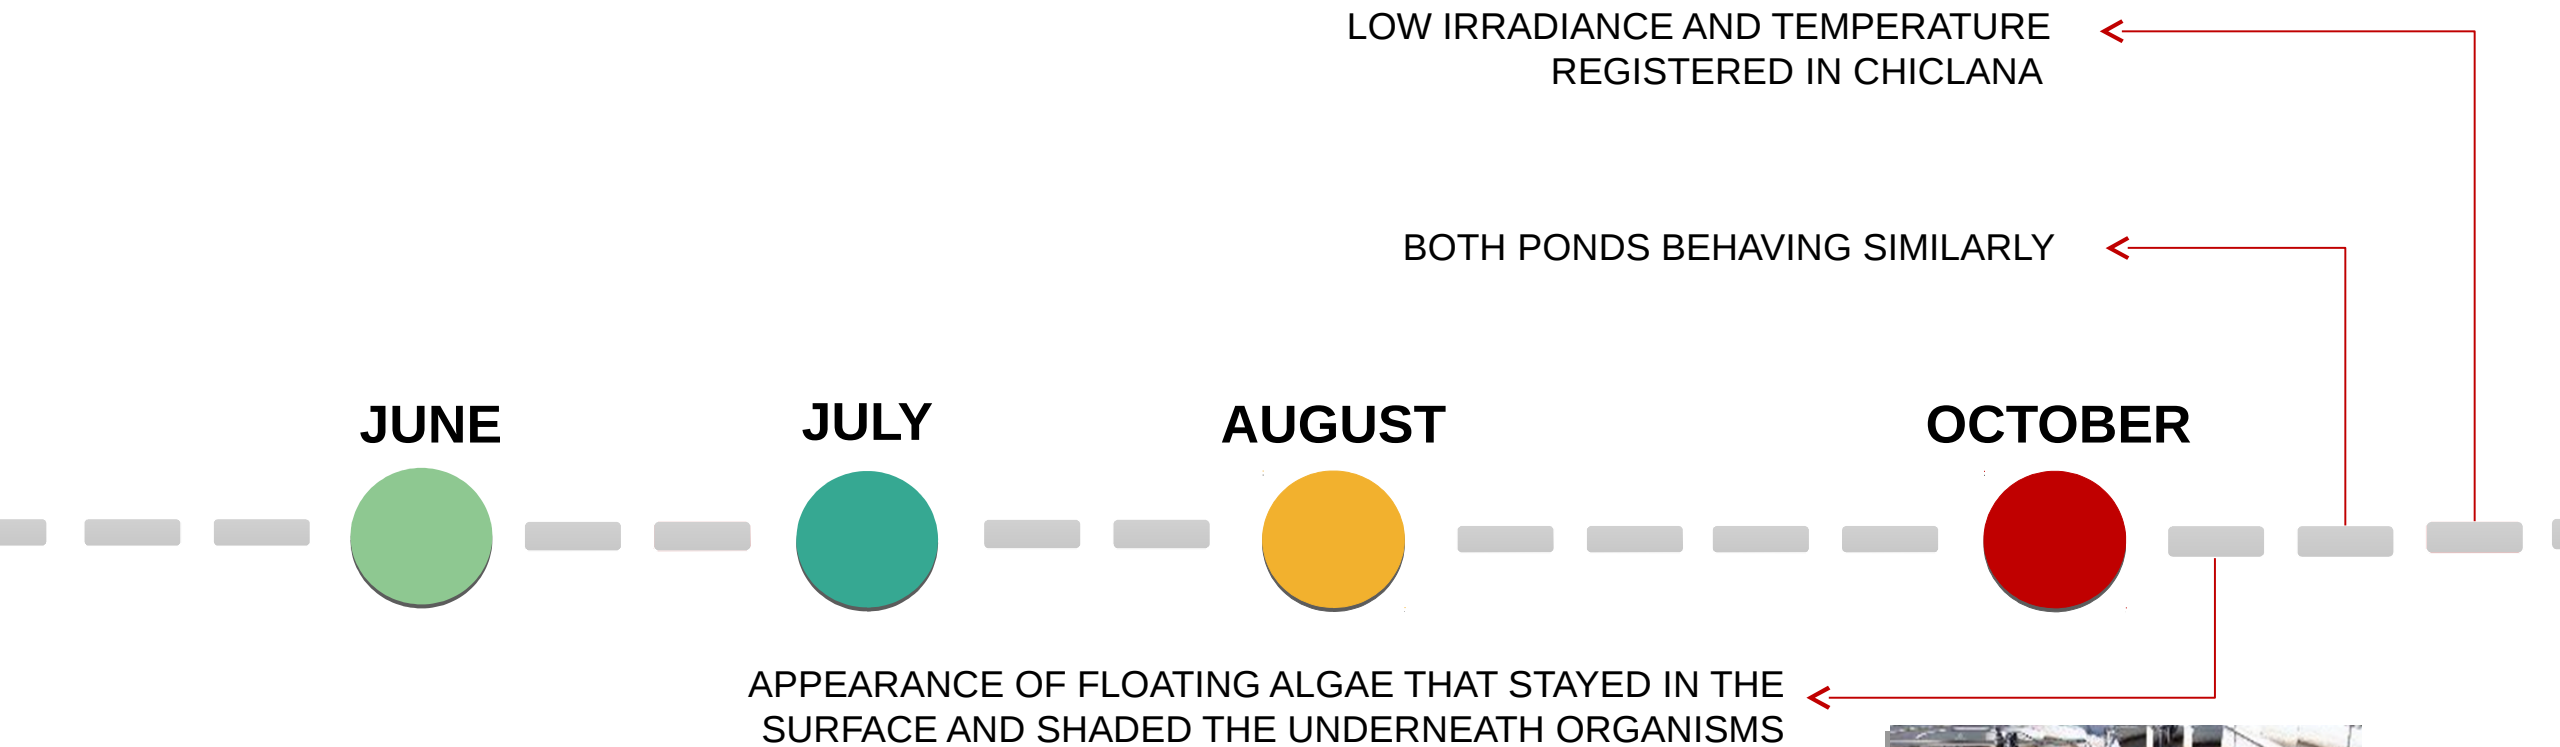 LOW IRRADIANCE AND TEMPERATURE
REGISTERED IN CHICLANA
BOTH PONDS BEHAVING SIMILARLY
JUNE
JULY
AUGUST
OCTOBER
APPEARANCE OF FLOATING ALGAE THAT STAYED IN THE
SURFACE AND SHADED THE UNDERNEATH ORGANISMS